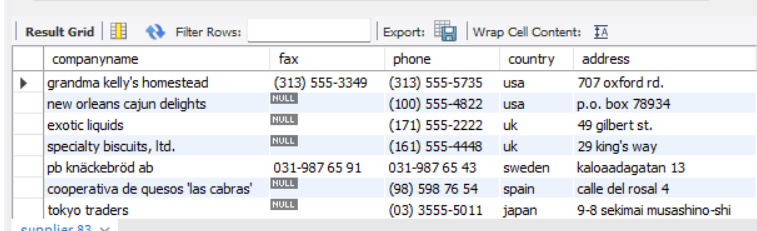 Result Grid Filter Rows: Export: Wrap Cell Content:
companyname fax phone country address
grandma kelly's homestead (313) 555-3349 (313) 555-5735 usa 707 oxford rd.
new orleans cajun delights NULL (100) 555-4822 usa p.o. box 78934
exotic liquids NULL (171) 555-2222 uk 49 gilbert st.
specialty biscuits, ltd. NULL (161) 555-4448 uk 29 king's way
pb knäckebröd ab 031-987 65 91 031-987 65 43 sweden kaloaadagatan 13
cooperativa de quesos 'las cabras' NULL (98) 598 76 54 spain calle del rosal 4
tokyo traders NULL (03) 3555-5011 japan 9-8 sekimai musashino-shi
supplier 83